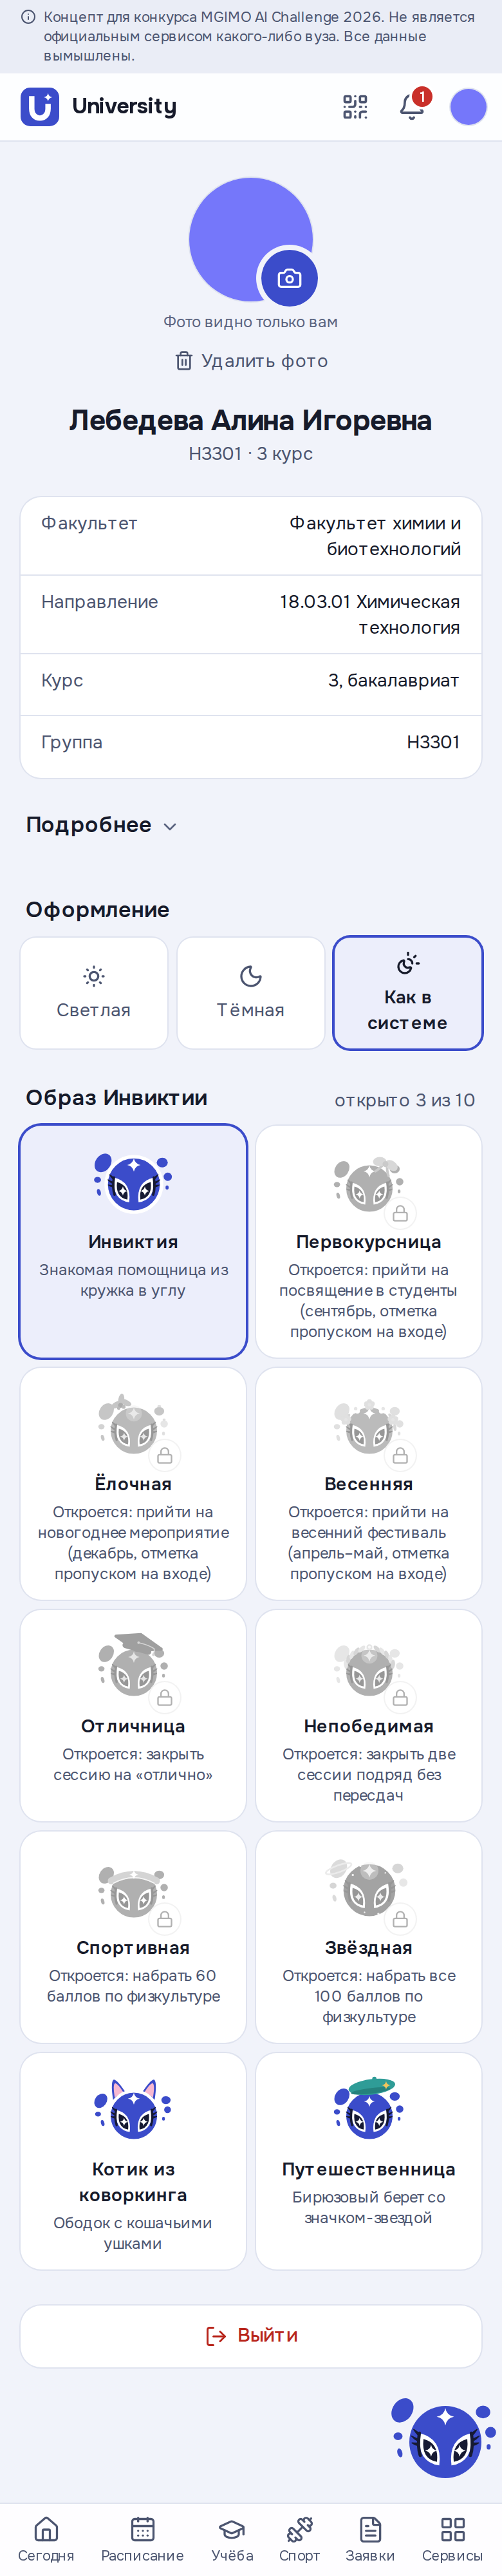 Концепт для конкурса MGIMO AI Challenge 2026. Не является
официальным сервисом какого-либо вуза. Все данные
вымышлены.
University
1
Фото видно только вам
Удалить фото
Лебедева Алина Игоревна
Н3301 · 3 курс
Факультет
Факультет химии и
биотехнологий
Направление
18.03.01 Химическая
технология
Курс
3, бакалавриат
Группа
Н3301
Подробнее
Оформление
Светлая
Тёмная
Как в
системе
Образ Инвиктии
открыто 3 из 10
Инвиктия
Знакомая помощница из
кружка в углу
Первокурсница
Откроется: прийти на
посвящение в студенты
(сентябрь, отметка
пропуском на входе)
Ёлочная
Откроется: прийти на
новогоднее мероприятие
(декабрь, отметка
пропуском на входе)
Весенняя
Откроется: прийти на
весенний фестиваль
(апрель–май, отметка
пропуском на входе)
Отличница
Откроется: закрыть
сессию на «отлично»
Непобедимая
Откроется: закрыть две
сессии подряд без
пересдач
Спортивная
Откроется: набрать 60
баллов по физкультуре
Звёздная
Откроется: набрать все
100 баллов по
физкультуре
Котик из
коворкинга
Ободок с кошачьими
ушками
Путешественница
Бирюзовый берет со
значком-звездой
Выйти
Сегодня
Расписание
Учёба
Спорт
Заявки
Сервисы